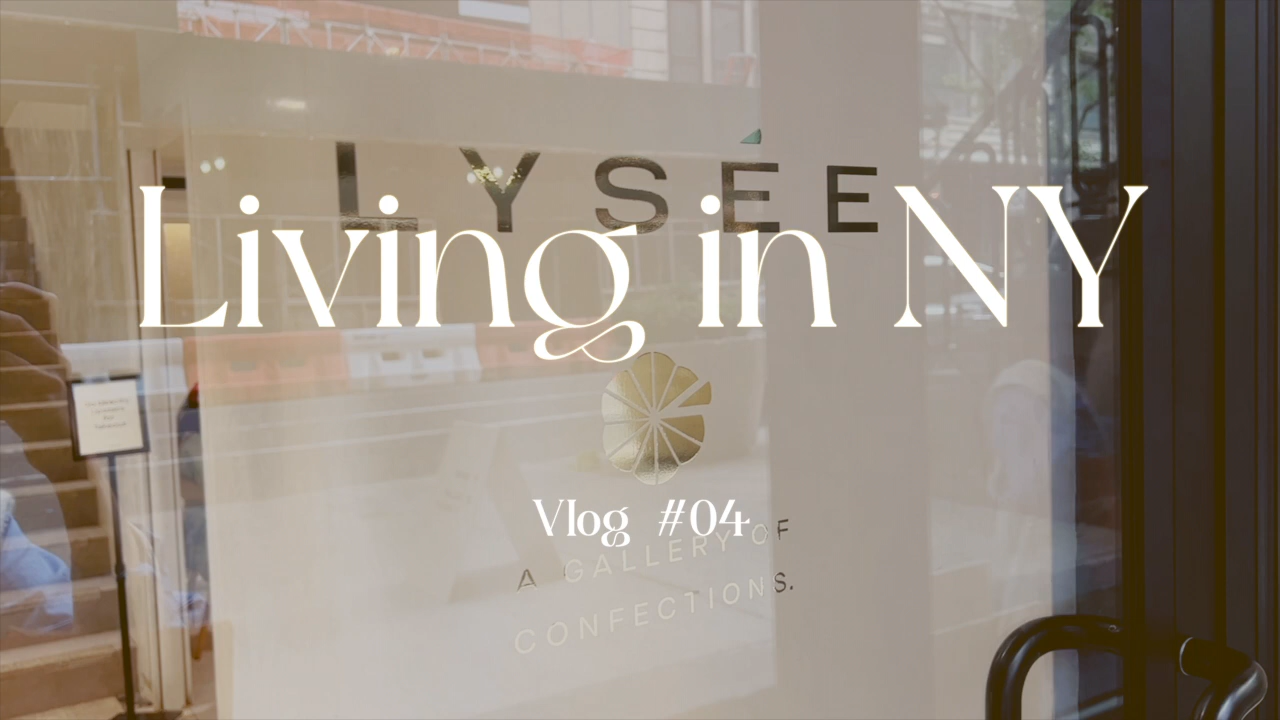 LYSÉE
Living in NY
Vlog #04
A GALLERY OF
CONFECTIONS.